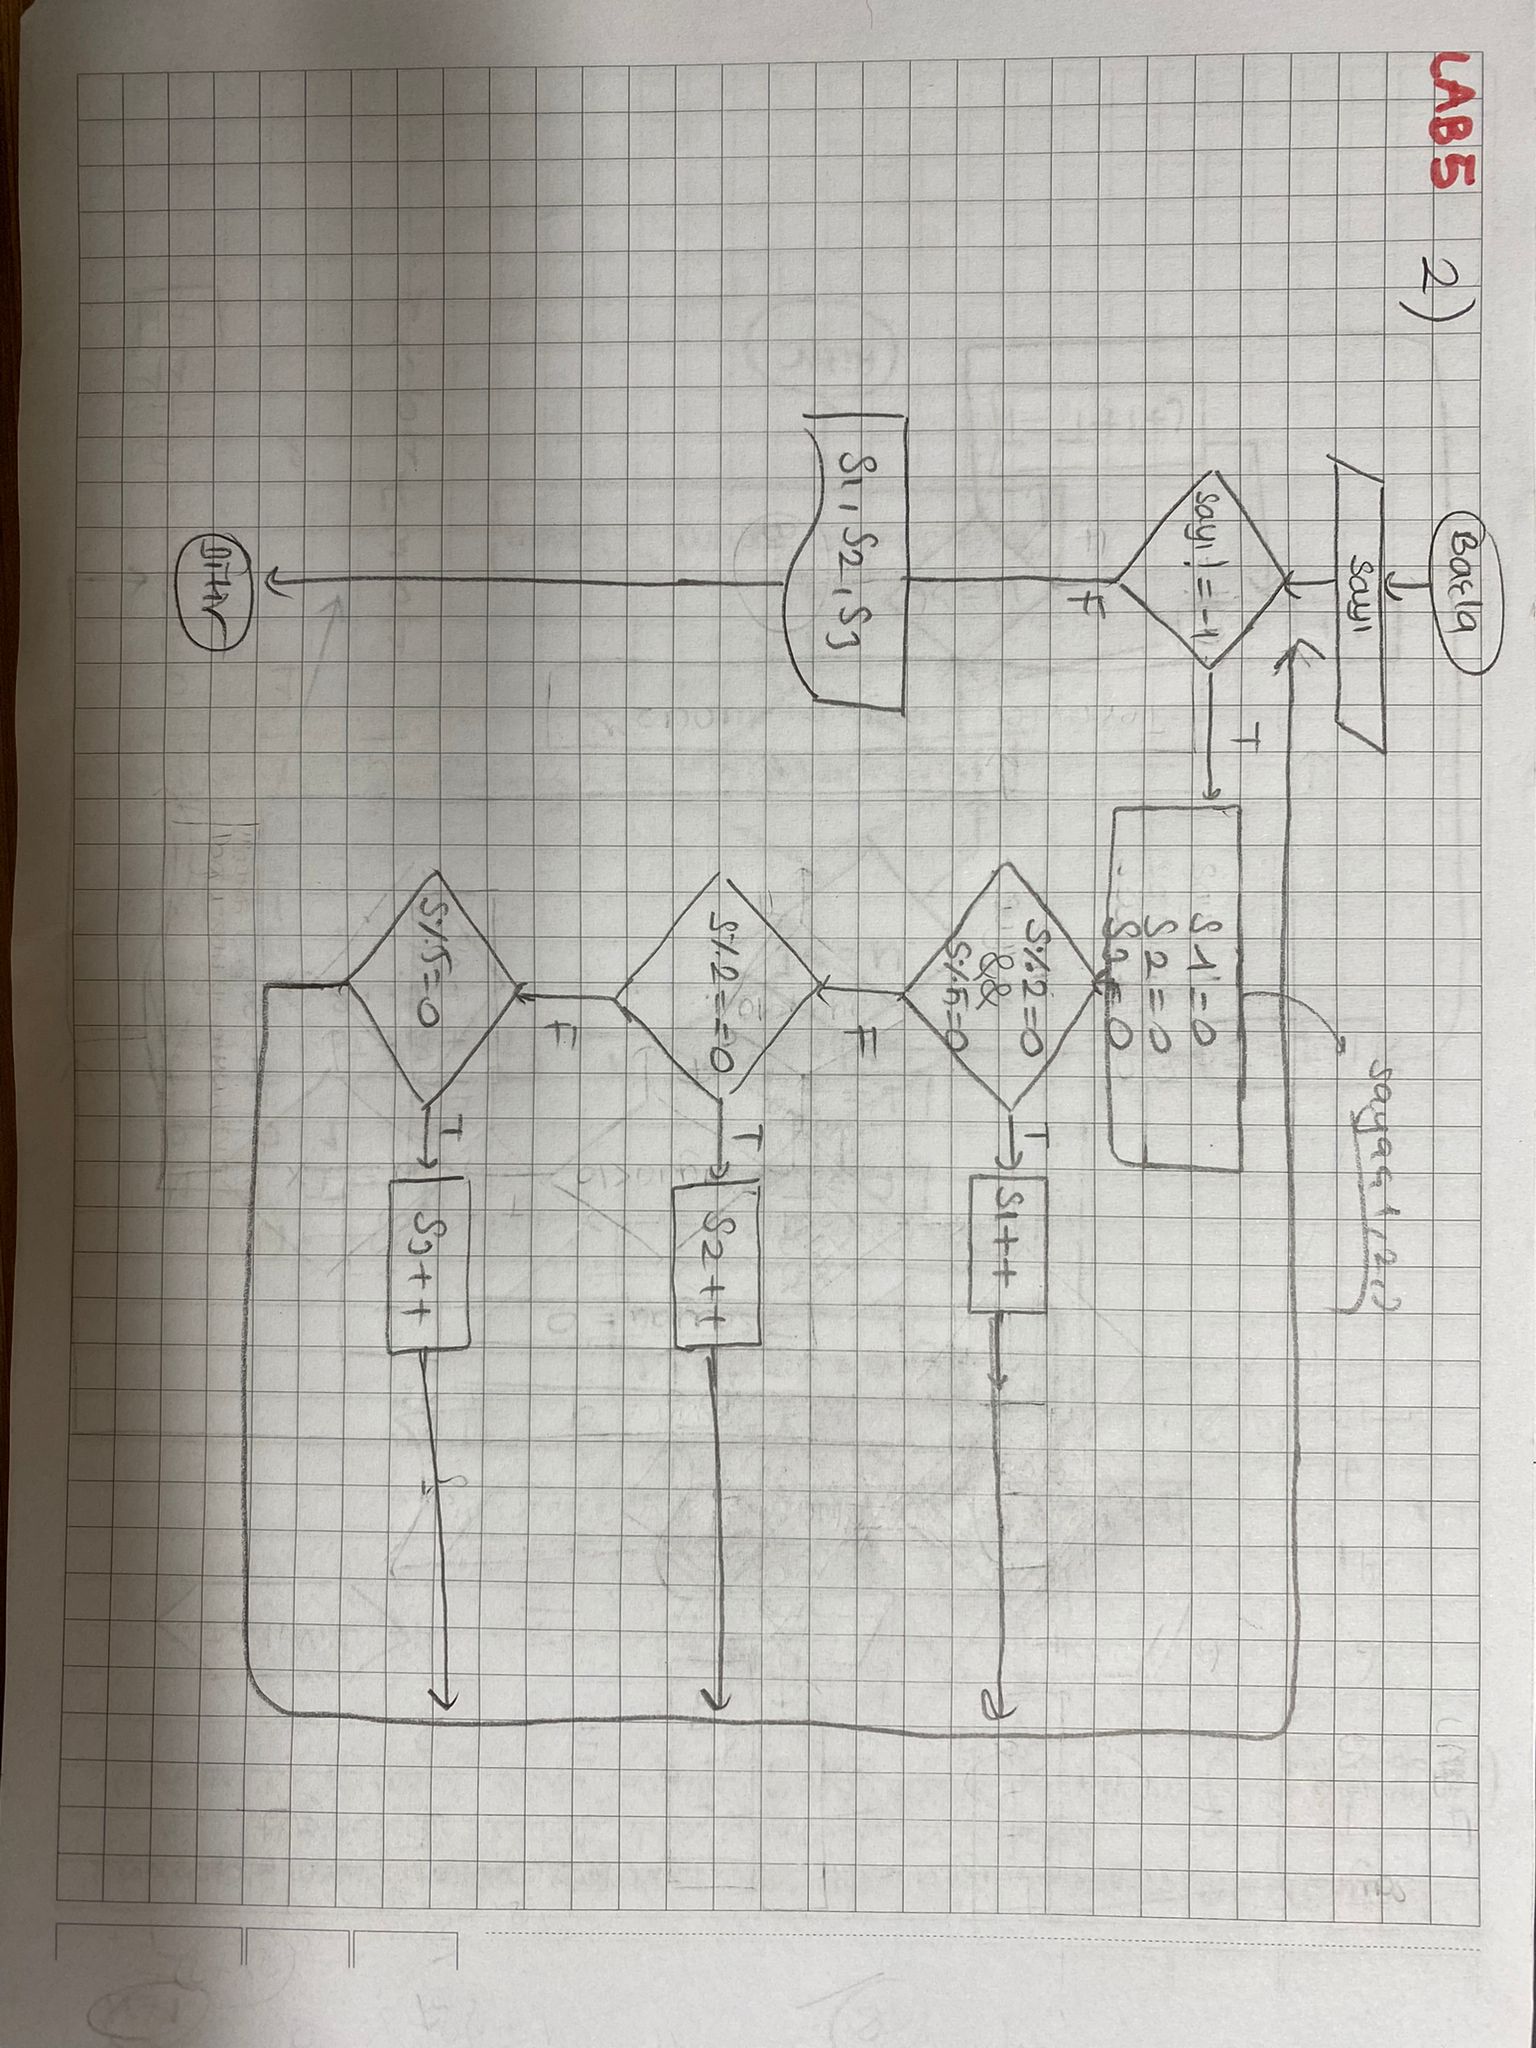 LAB5 2)
Başla
sayı
sayı != -1
T
S1=0
S2=0
S3=0
sayaç 1,2,3
S%2=0
&&
S%5=0
T
S1++
F
S%2==0
T
S2++
F
S%5=0
T
S3++
F
S1, S2, S3
Bitir